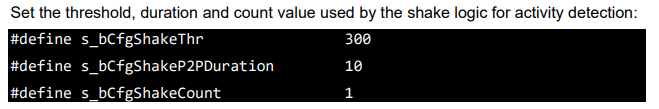 Set the threshold, duration and count value used by the shake logic for activity detection:
#define s_bCfgShakeThr 300
#define s_bCfgShakeP2PDuration 10
#define s_bCfgShakeCount 1